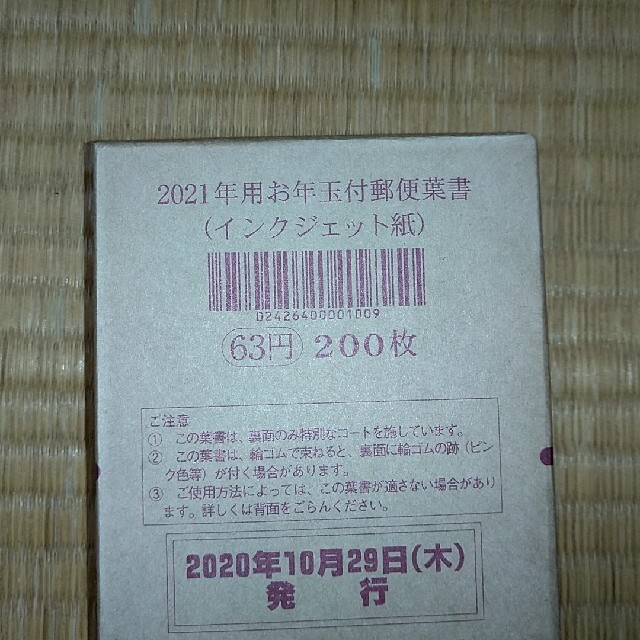 2021年用お年玉付郵便葉書
(インクジェット紙)
D2426400001009
63円 200枚
ご注意
① この葉書は、裏面のみ特別なコートを施しています。
② この葉書は、輪ゴムで束ねると、裏面に輪ゴムの跡(ピン
ク色等)が付く場合があります。
③ ご使用方法によっては、この葉書が適さない場合があり
ます。詳しくは背面をごらんください。
2020年10月29日(木)
発 行